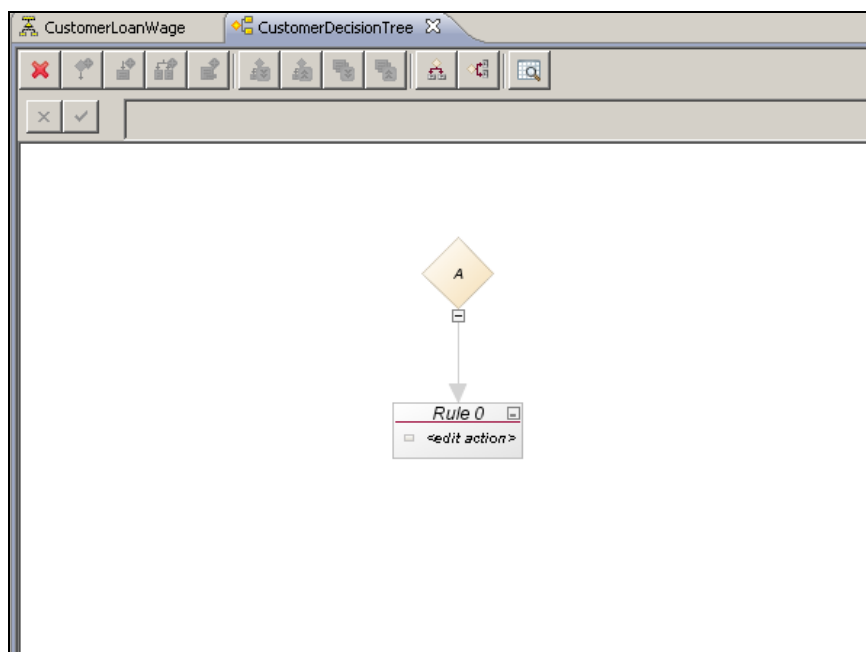 CustomerLoanWage
CustomerDecisionTree
A
Rule 0
<edit action>